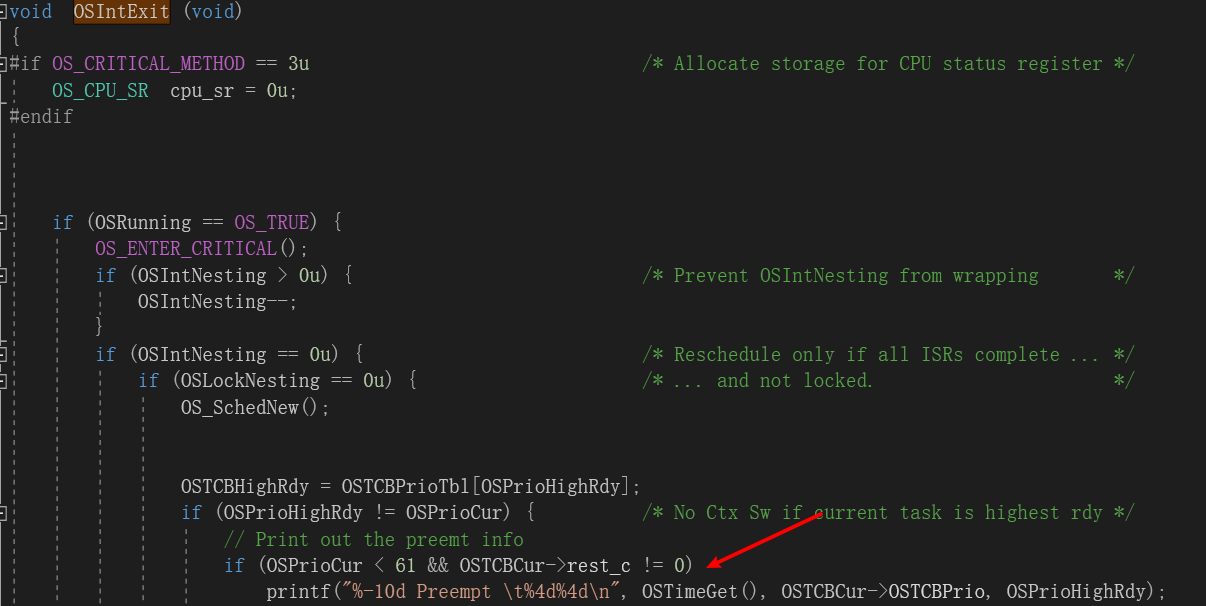 void  OSIntExit (void)
{
#if OS_CRITICAL_METHOD == 3u                               /* Allocate storage for CPU status register */
    OS_CPU_SR  cpu_sr = 0u;
#endif
    if (OSRunning == OS_TRUE) {
        OS_ENTER_CRITICAL();
        if (OSIntNesting > 0u) {                           /* Prevent OSIntNesting from wrapping       */
            OSIntNesting--;
        }
        if (OSIntNesting == 0u) {                          /* Reschedule only if all ISRs complete ... */
            if (OSLockNesting == 0u) {                     /* ... and not locked.                      */
                OS_SchedNew();
                OSTCBHighRdy = OSTCBPrioTbl[OSPrioHighRdy];
                if (OSPrioHighRdy != OSPrioCur) {          /* No Ctx Sw if current task is highest rdy */
                    // Print out the preemt info
                    if (OSPrioCur < 61 && OSTCBCur->rest_c != 0)
                        printf("%-10d Preempt \t%4d%4d\n", OSTimeGet(), OSTCBCur->OSTCBPrio, OSPrioHighRdy);